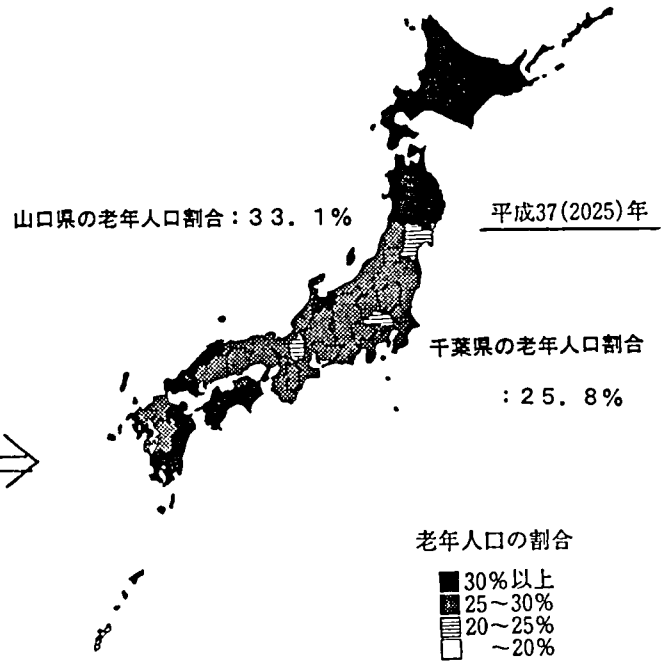 山口県の老年人口割合：３３．１％
平成37(2025)年
千葉県の老年人口割合
：２５．８％
老年人口の割合
30%以上
25～30%
20～25%
～20%